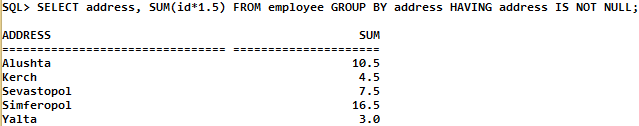 SQL> SELECT address, SUM(id*1.5) FROM employee GROUP BY address HAVING address IS NOT NULL;
ADDRESS SUM
=============================== =====================
Alushta 10.5
Kerch 4.5
Sevastopol 7.5
Simferopol 16.5
Yalta 3.0